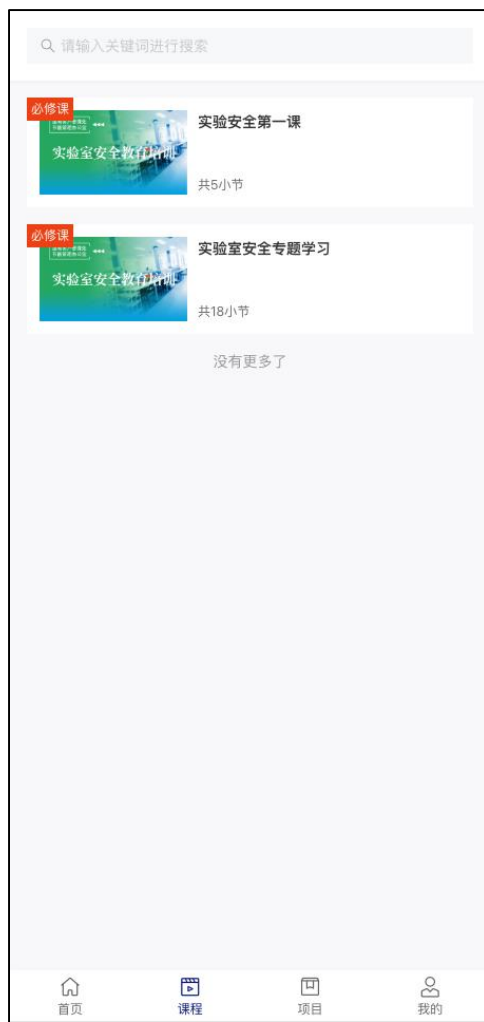 请输入关键词进行搜索
必修课
实验室安全教育培训
实验安全第一课
共5小节
必修课
实验室安全教育培训
实验室安全专题学习
共18小节
没有更多了
首页
课程
项目
我的